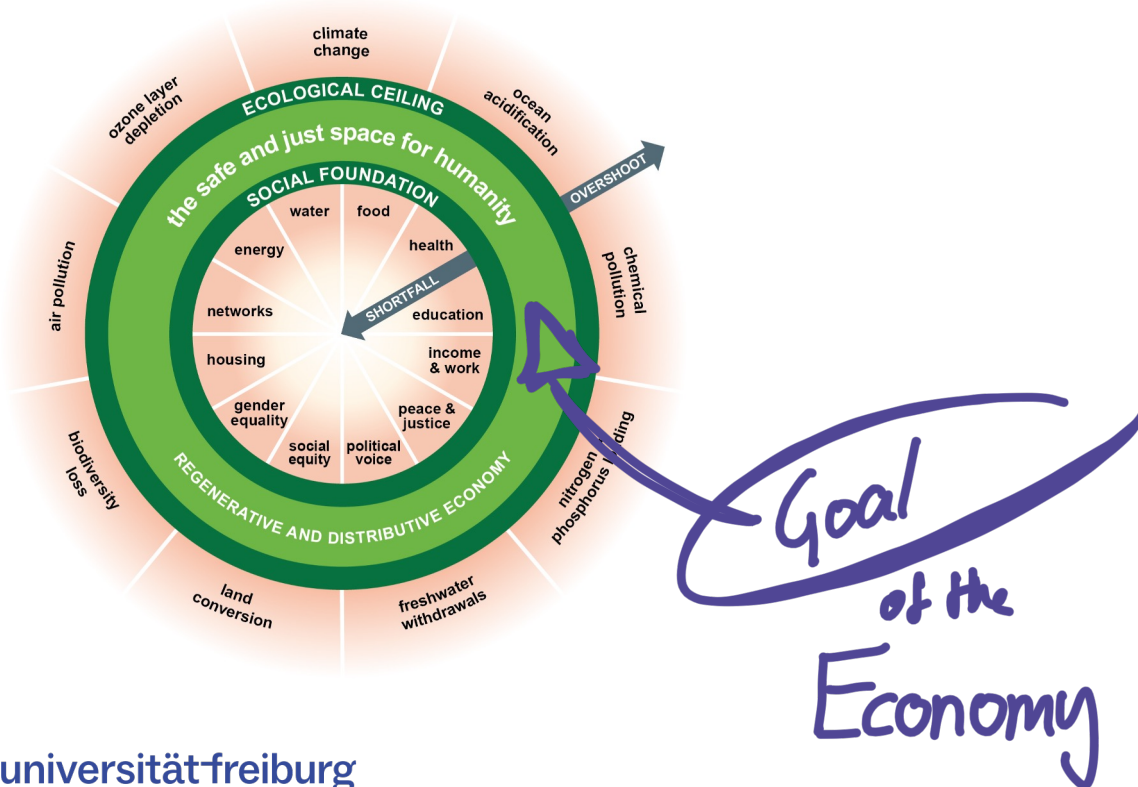 climate
change
ozone layer
depletion
ocean
acidification
ECOLOGICAL CEILING
the safe and just space for humanity
OVERSHOOT
SOCIAL FOUNDATION
water
food
energy
health
SHORTFALL
chemical
pollution
air pollution
networks
education
housing
income
& work
gender
equality
peace &
justice
social
equity
political
voice
nitrogen
phosphorus
biodiversity
loss
REGENERATIVE AND DISTRIBUTIVE ECONOMY
land
conversion
freshwater
withdrawals
Goal
of the
Economy
universität freiburg